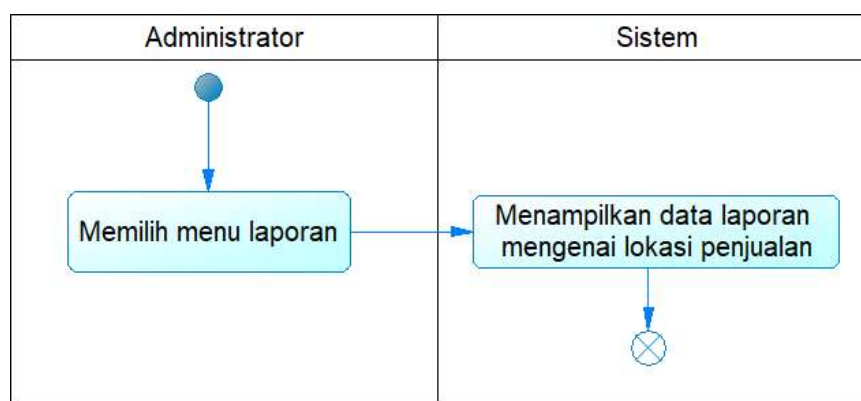 Administrator
Sistem
Memilih menu laporan
Menampilkan data laporan
mengenai lokasi penjualan